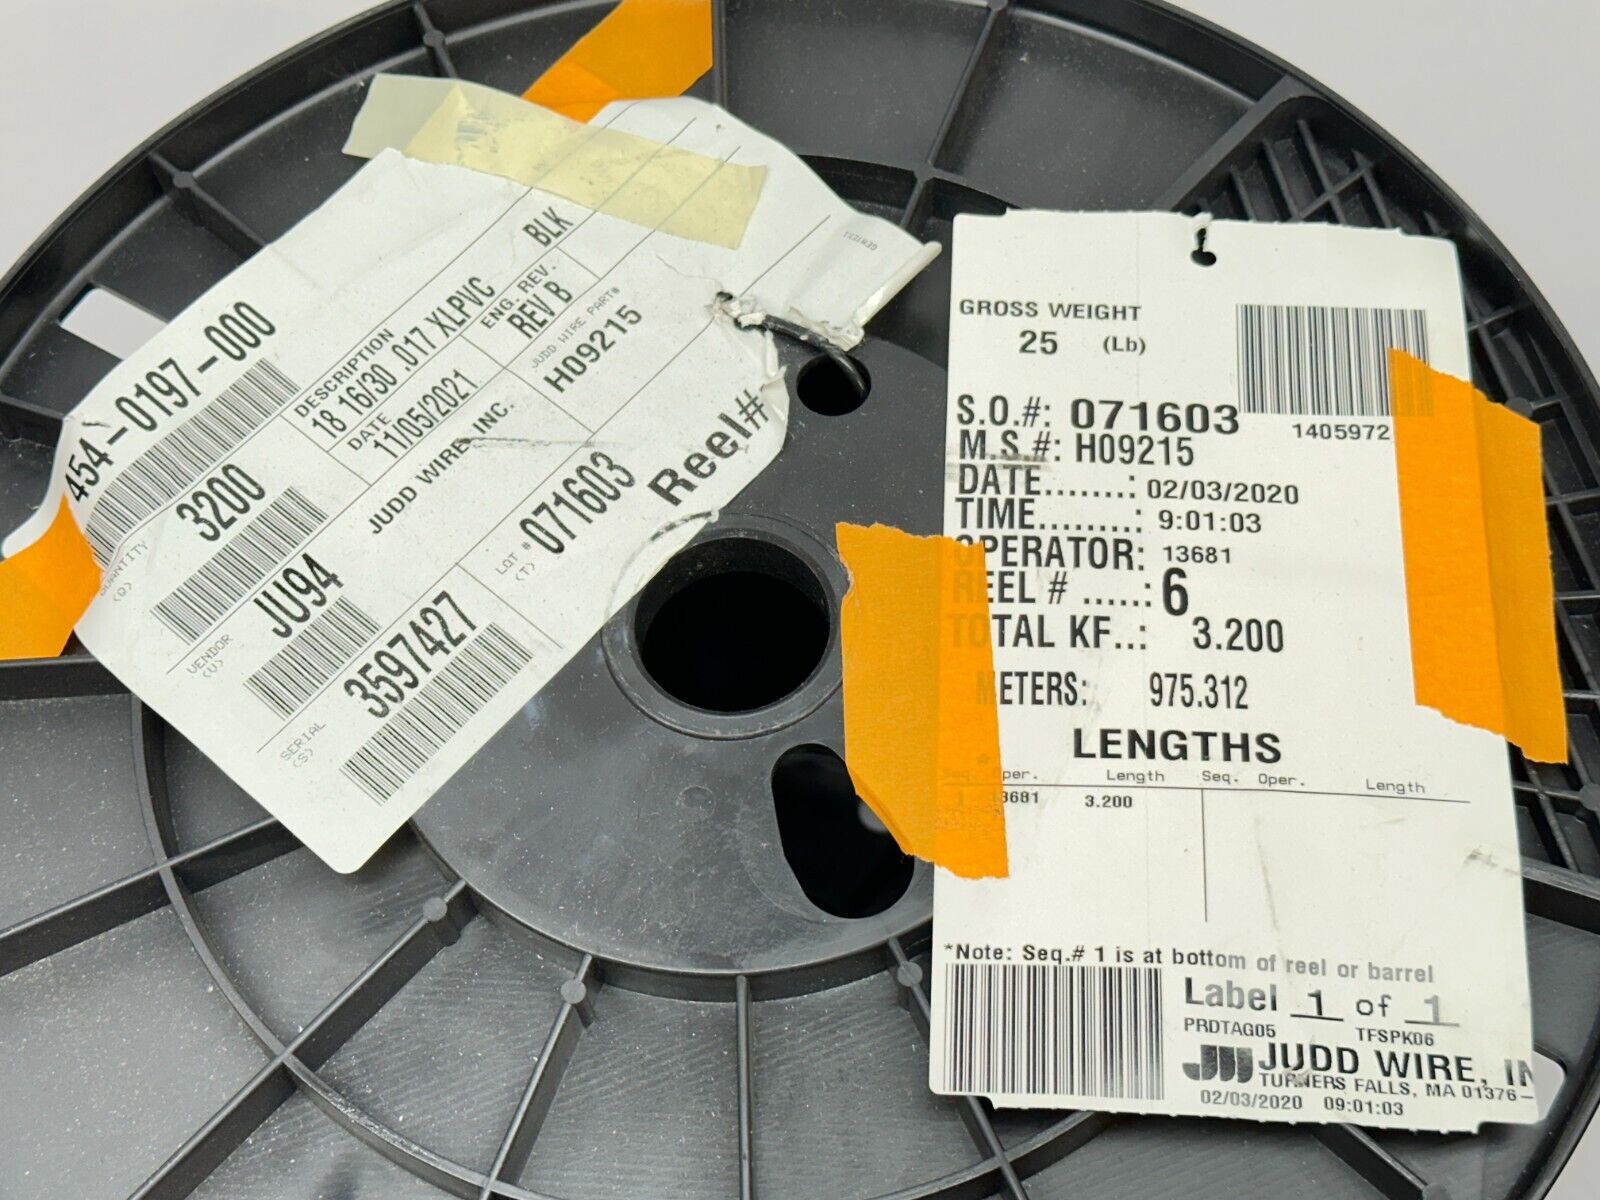 454-0197-000
DESCRIPTION
18 16/30 .017 XLPVC BLK
QUANTITY
(Q)
3200
DATE
11/05/2021
ENG. REV.
REV B
VENDOR
(V)
JU94
JUDD WIRE, INC.
JUDD WIRE PART#
H09215
SERIAL
(S)
3597427
LOT #
(T)
071603
Reel#
GROSS WEIGHT
25 (Lb)
1405972
S.O.#: 071603
M.S.#: H09215
DATE.......: 02/03/2020
TIME........: 9:01:03
OPERATOR: 13681
REEL # ......: 6
TOTAL KF..: 3.200
METERS: 975.312
LENGTHS
* Seq. Oper. Length Seq. Oper. Length
1 13681 3.200
*Note: Seq.# 1 is at bottom of reel or barrel
Label 1 of 1
PRDTAG05 TFSPK06
JUDD WIRE, IN
TURNERS FALLS, MA 01376-
02/03/2020 09:01:03